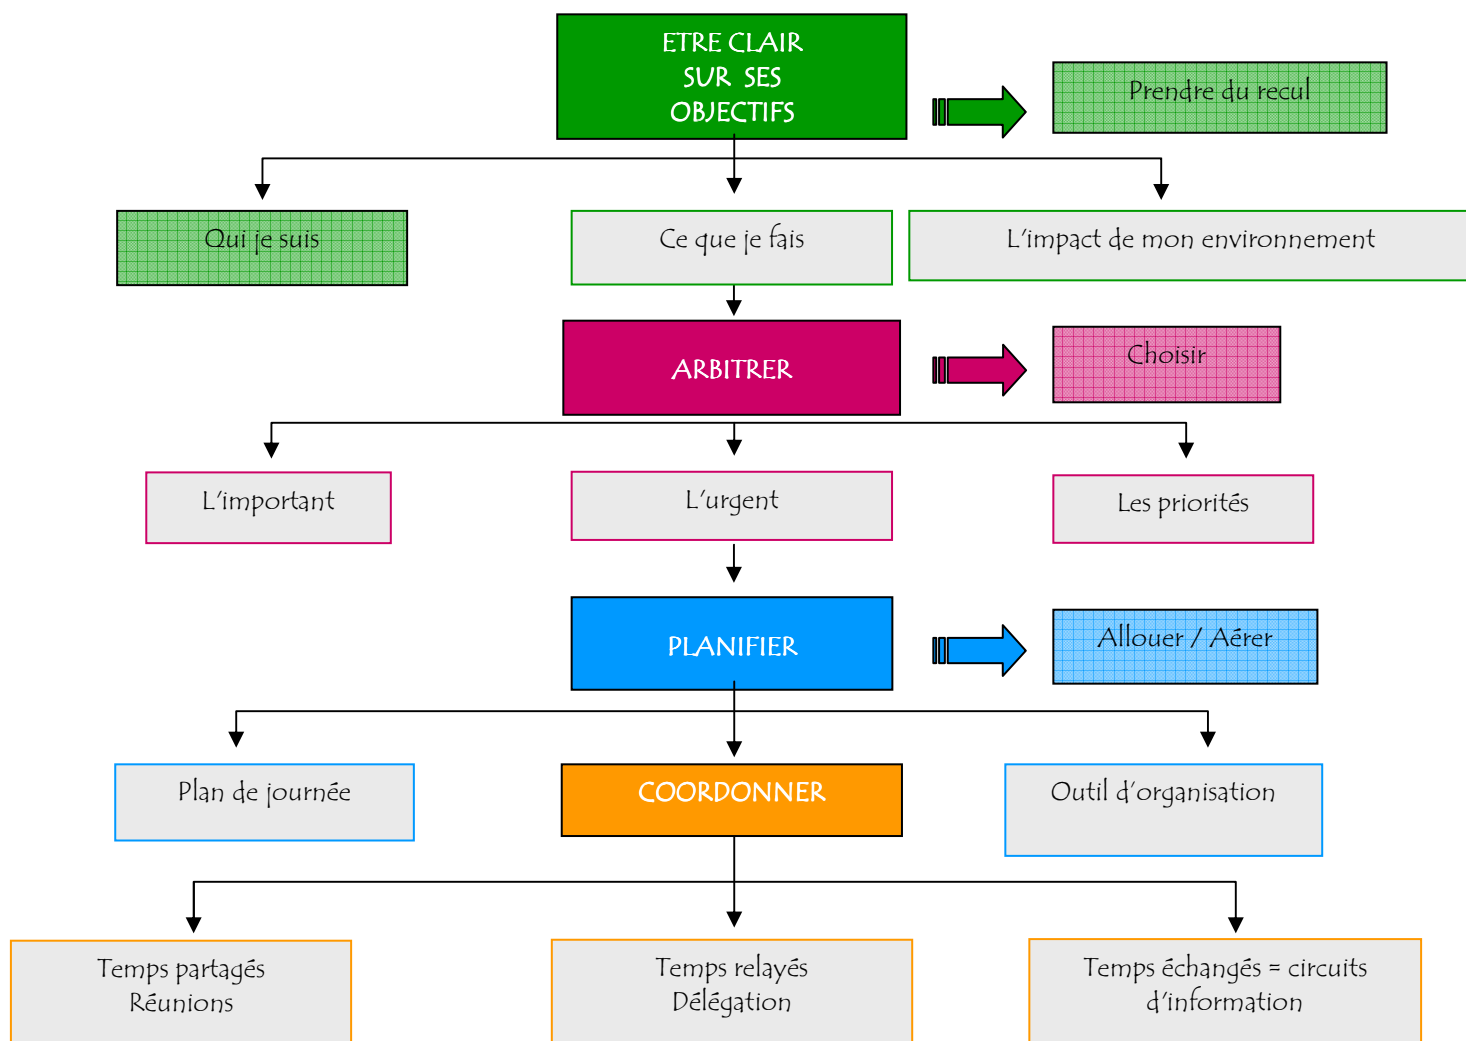 ETRE CLAIR
SUR SES
OBJECTIFS
Prendre du recul
Qui je suis
Ce que je fais
L'impact de mon environnement
ARBITRER
Choisir
L'important
L'urgent
Les priorités
PLANIFIER
Allouer / Aérer
Plan de journée
COORDONNER
Outil d'organisation
Temps partagés
Réunions
Temps relayés
Délégation
Temps échangés = circuits
d'information